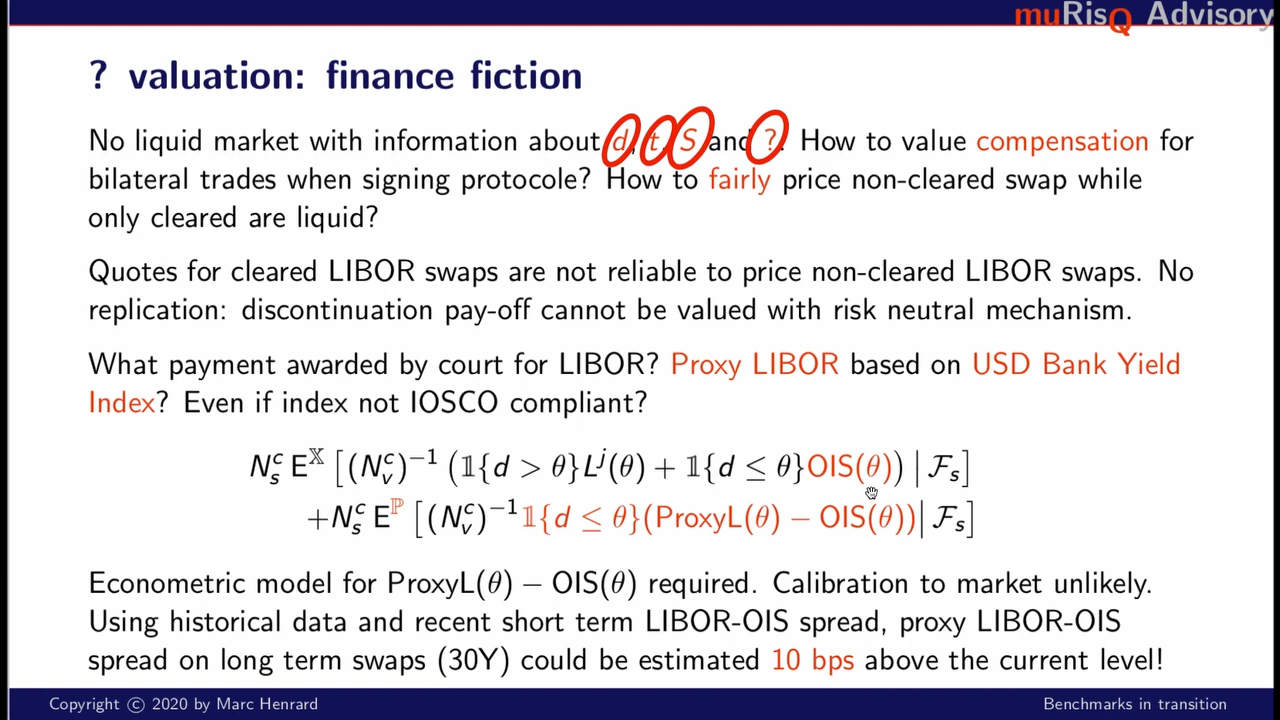 muRisQ Advisory
? valuation: finance fiction
No liquid market with information about d, t, S and ?. How to value compensation for
bilateral trades when signing protocole? How to fairly price non-cleared swap while
only cleared are liquid?
Quotes for cleared LIBOR swaps are not reliable to price non-cleared LIBOR swaps. No
replication: discontinuation pay-off cannot be valued with risk neutral mechanism.
What payment awarded by court for LIBOR? Proxy LIBOR based on USD Bank Yield
Index? Even if index not IOSCO compliant?
N_s^c E^𝕏 [(N_v^c)^{-1} (𝟙{d > θ}L^j(θ) + 𝟙{d ≤ θ}OIS(θ)) | ℱ_s]
+N_s^c E^ℙ [(N_v^c)^{-1}𝟙{d ≤ θ}(ProxyL(θ) − OIS(θ))| ℱ_s]
Econometric model for ProxyL(θ) − OIS(θ) required. Calibration to market unlikely.
Using historical data and recent short term LIBOR-OIS spread, proxy LIBOR-OIS
spread on long term swaps (30Y) could be estimated 10 bps above the current level!
Copyright © 2020 by Marc Henrard
Benchmarks in transition